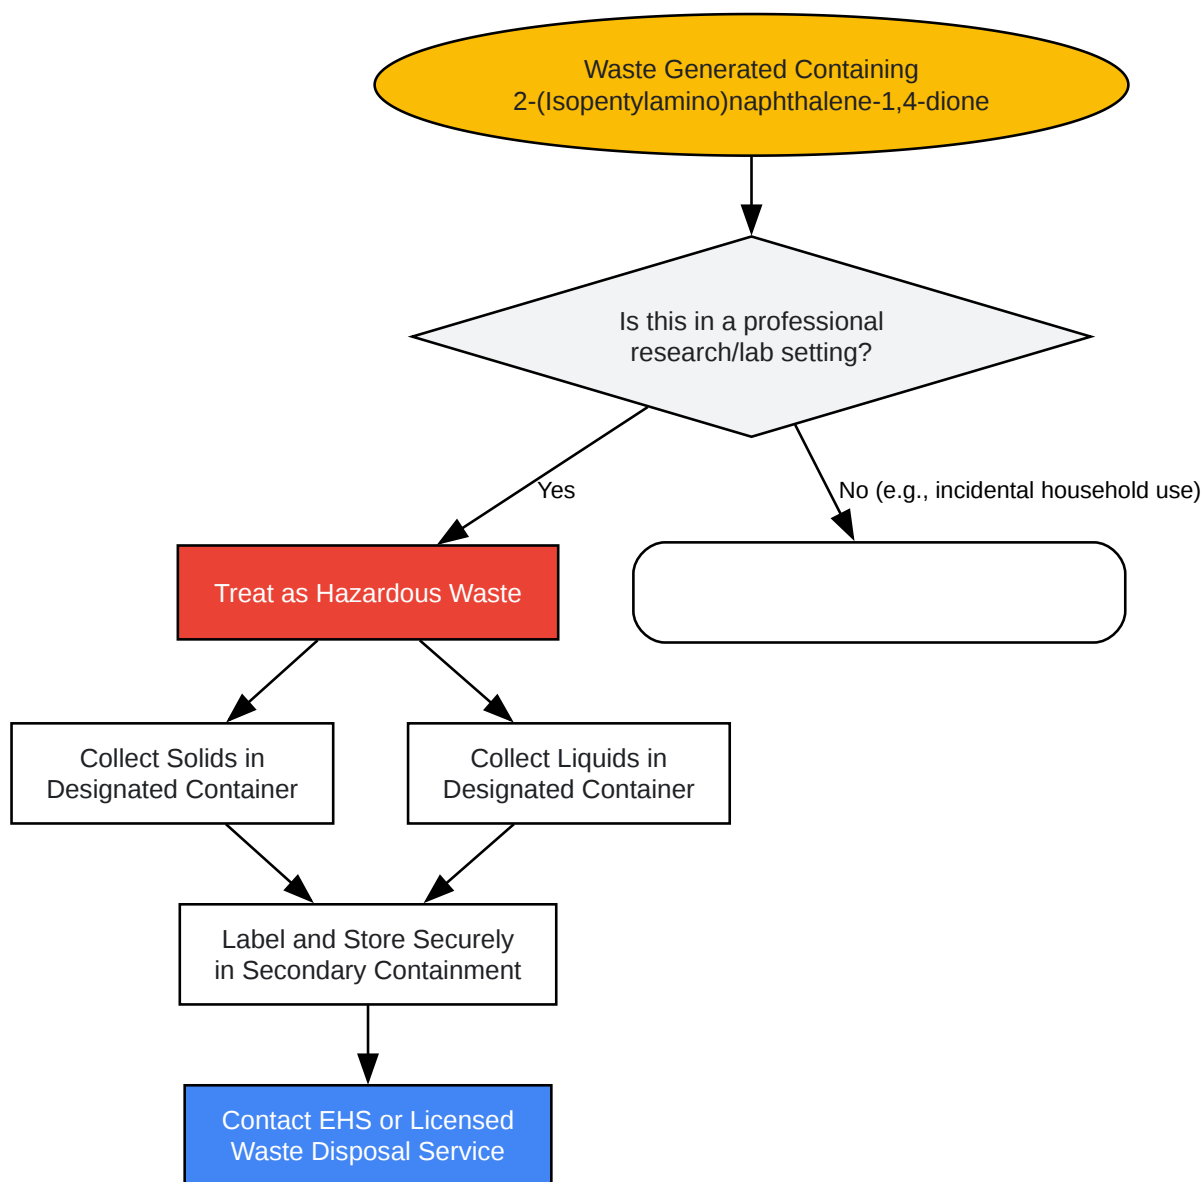 Waste Generated Containing
2-(Isopentylamino)naphthalene-1,4-dione
Is this in a professional
research/lab setting?
Yes
No (e.g., incidental household use)
Treat as Hazardous Waste
Collect Solids in
Designated Container
Collect Liquids in
Designated Container
Label and Store Securely
in Secondary Containment
Contact EHS or Licensed
Waste Disposal Service